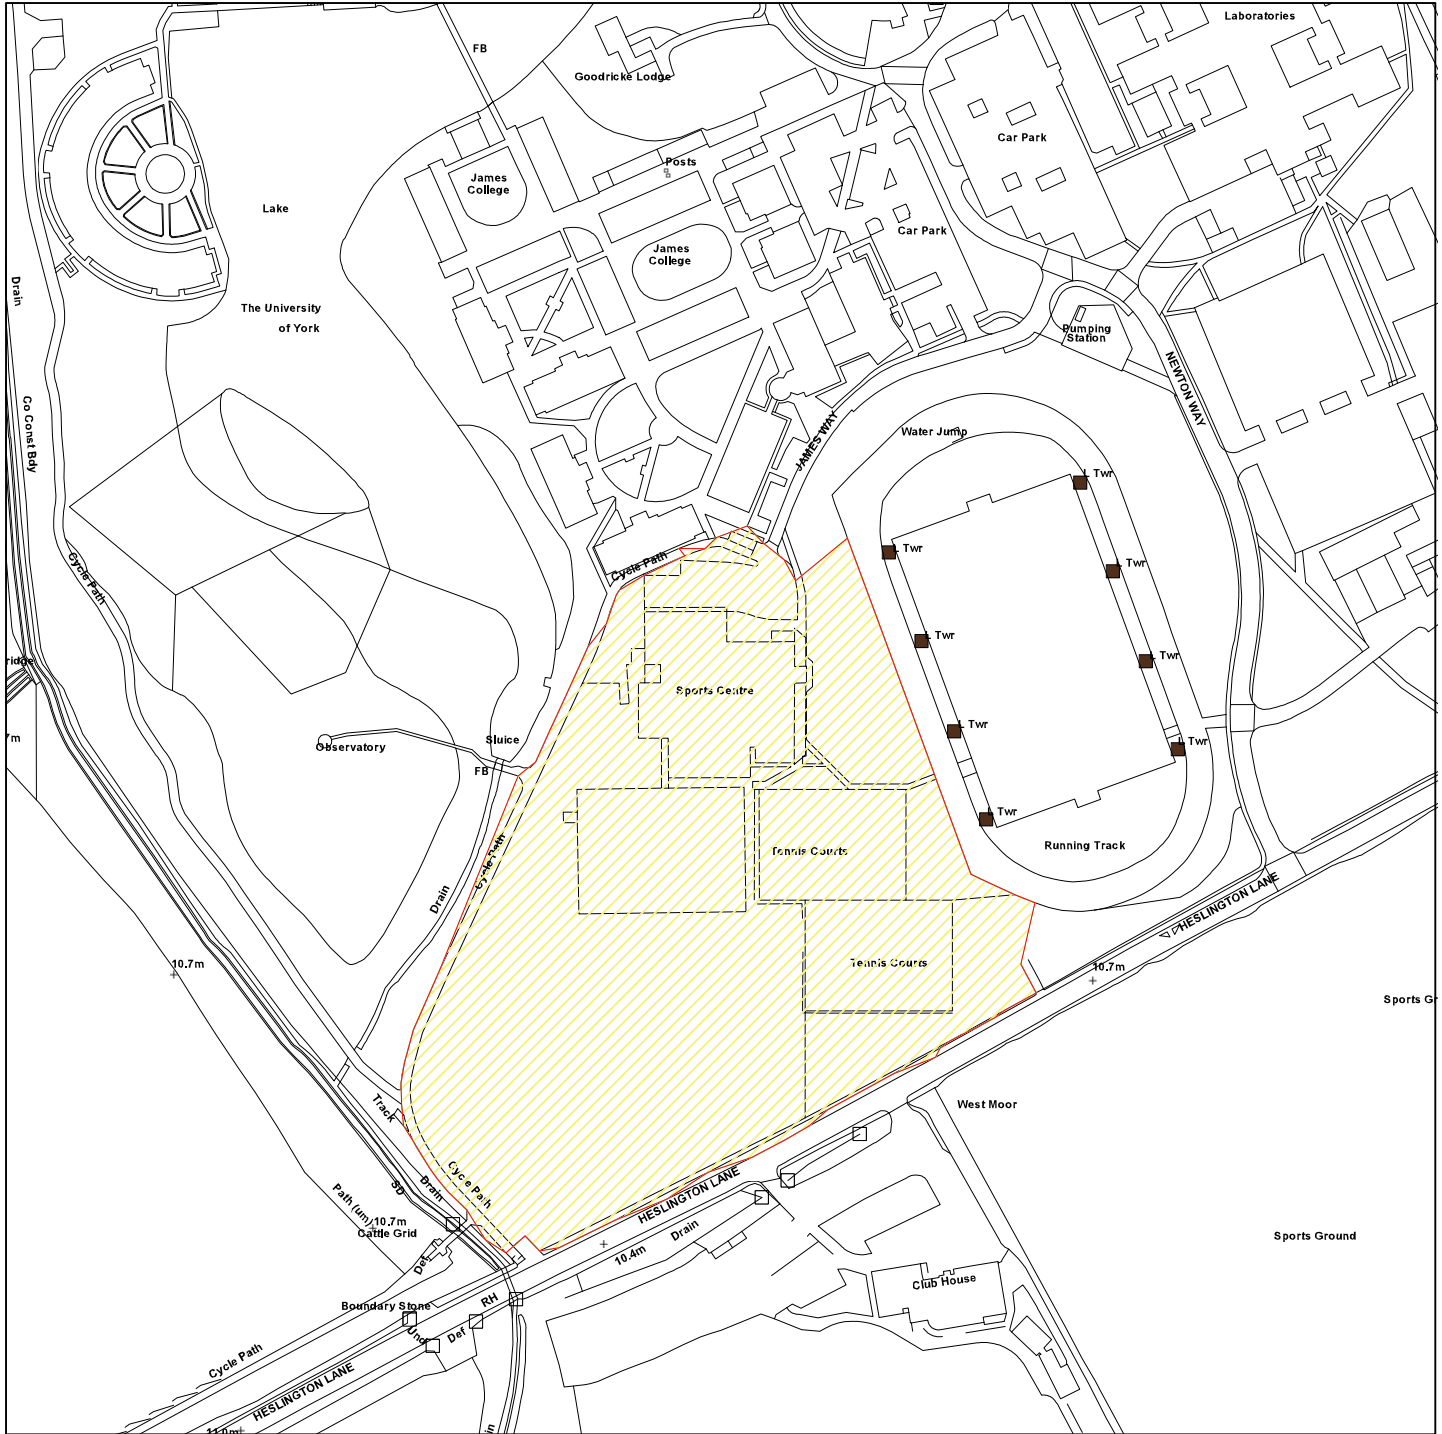 Laboratories
FB
Goodricke Lodge
Car Park
Posts
James
College
Lake
Car Park
James
College
Drain
The University
of York
Pumping
Station
NEWTON WAY
Co Const Bdy
Water Jump
JAMES WAY
L Twr
L Twr
Cycle Path
Cycle Path
L Twr
L Twr
L Twr
Sports Centre
L Twr
Observatory
Sluice
L Twr
FB
L Twr
Running Track
Tennis Courts
Cycle Path
Drain
HESLINGTON LANE
10.7m
Tennis Courts
10.7m
Track
West Moor
Cycle Path
Drain
SD
HESLINGTON LANE
Path (um)
10.7m
Cattle Grid
Drain
Sports Ground
10.4m
Def
Club House
RH
Boundary Stone
Und
Def
Cycle Path
HESLINGTON LANE